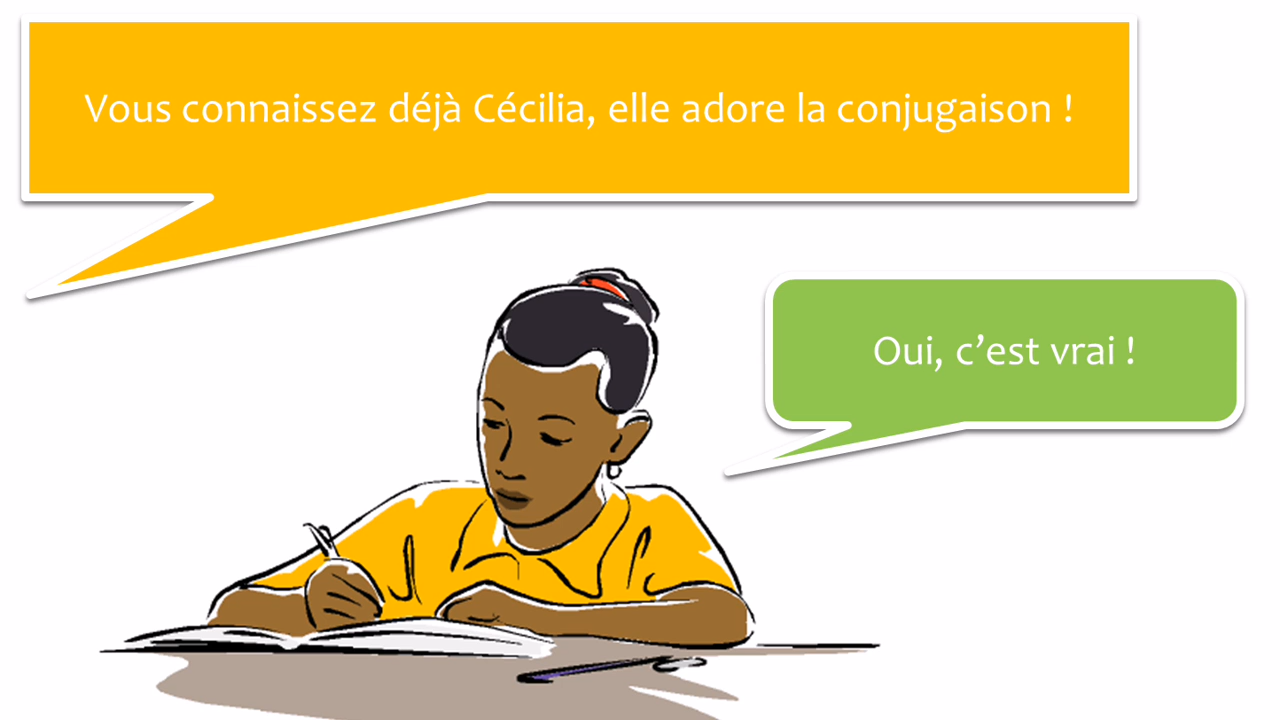 Vous connaissez déjà Cécilia, elle adore la conjugaison !
Oui, c’est vrai !